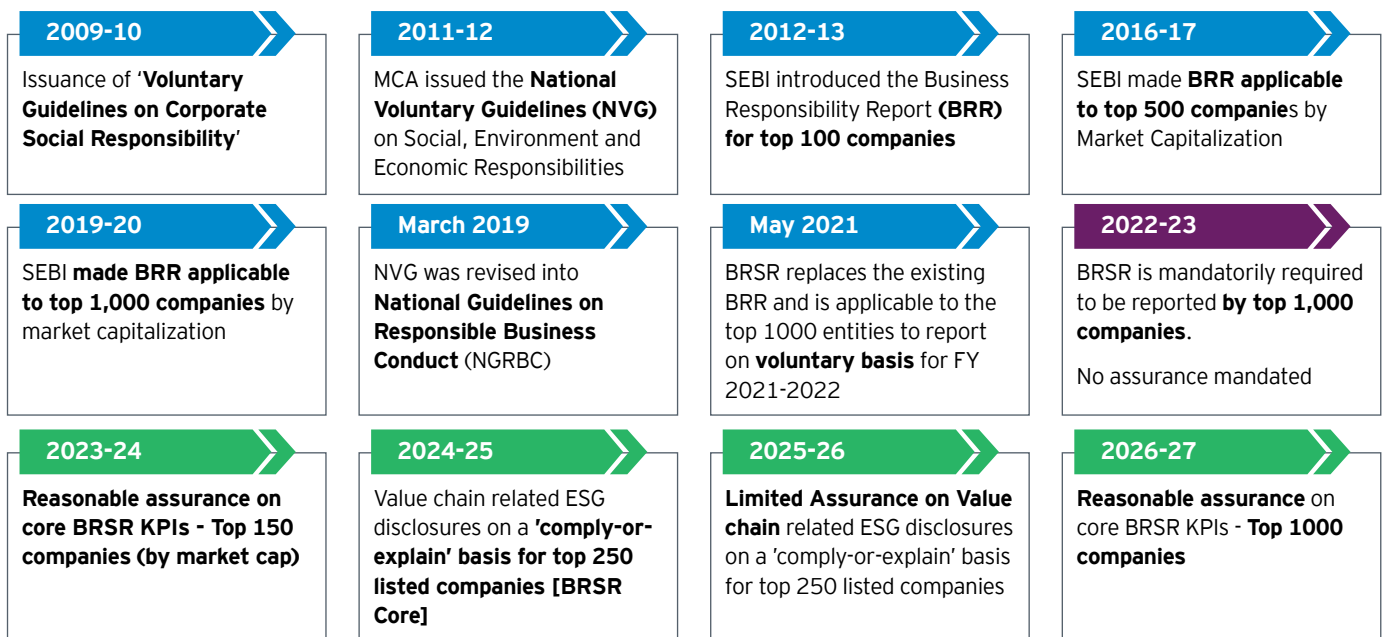 2009-10
Issuance of ‘Voluntary
Guidelines on Corporate
Social Responsibility’
2011-12
MCA issued the National
Voluntary Guidelines (NVG)
on Social, Environment and
Economic Responsibilities
2012-13
SEBI introduced the Business
Responsibility Report (BRR)
for top 100 companies
2016-17
SEBI made BRR applicable
to top 500 companies by
Market Capitalization
2019-20
SEBI made BRR applicable
to top 1,000 companies by
market capitalization
March 2019
NVG was revised into
National Guidelines on
Responsible Business
Conduct (NGRBC)
May 2021
BRSR replaces the existing
BRR and is applicable to the
top 1000 entities to report
on voluntary basis for FY
2021-2022
2022-23
BRSR is mandatorily required
to be reported by top 1,000
companies.
No assurance mandated
2023-24
Reasonable assurance on
core BRSR KPIs - Top 150
companies (by market cap)
2024-25
Value chain related ESG
disclosures on a ’comply-or-
explain’ basis for top 250
listed companies [BRSR
Core]
2025-26
Limited Assurance on Value
chain related ESG disclosures
on a ’comply-or-explain’ basis
for top 250 listed companies
2026-27
Reasonable assurance on
core BRSR KPIs - Top 1000
companies